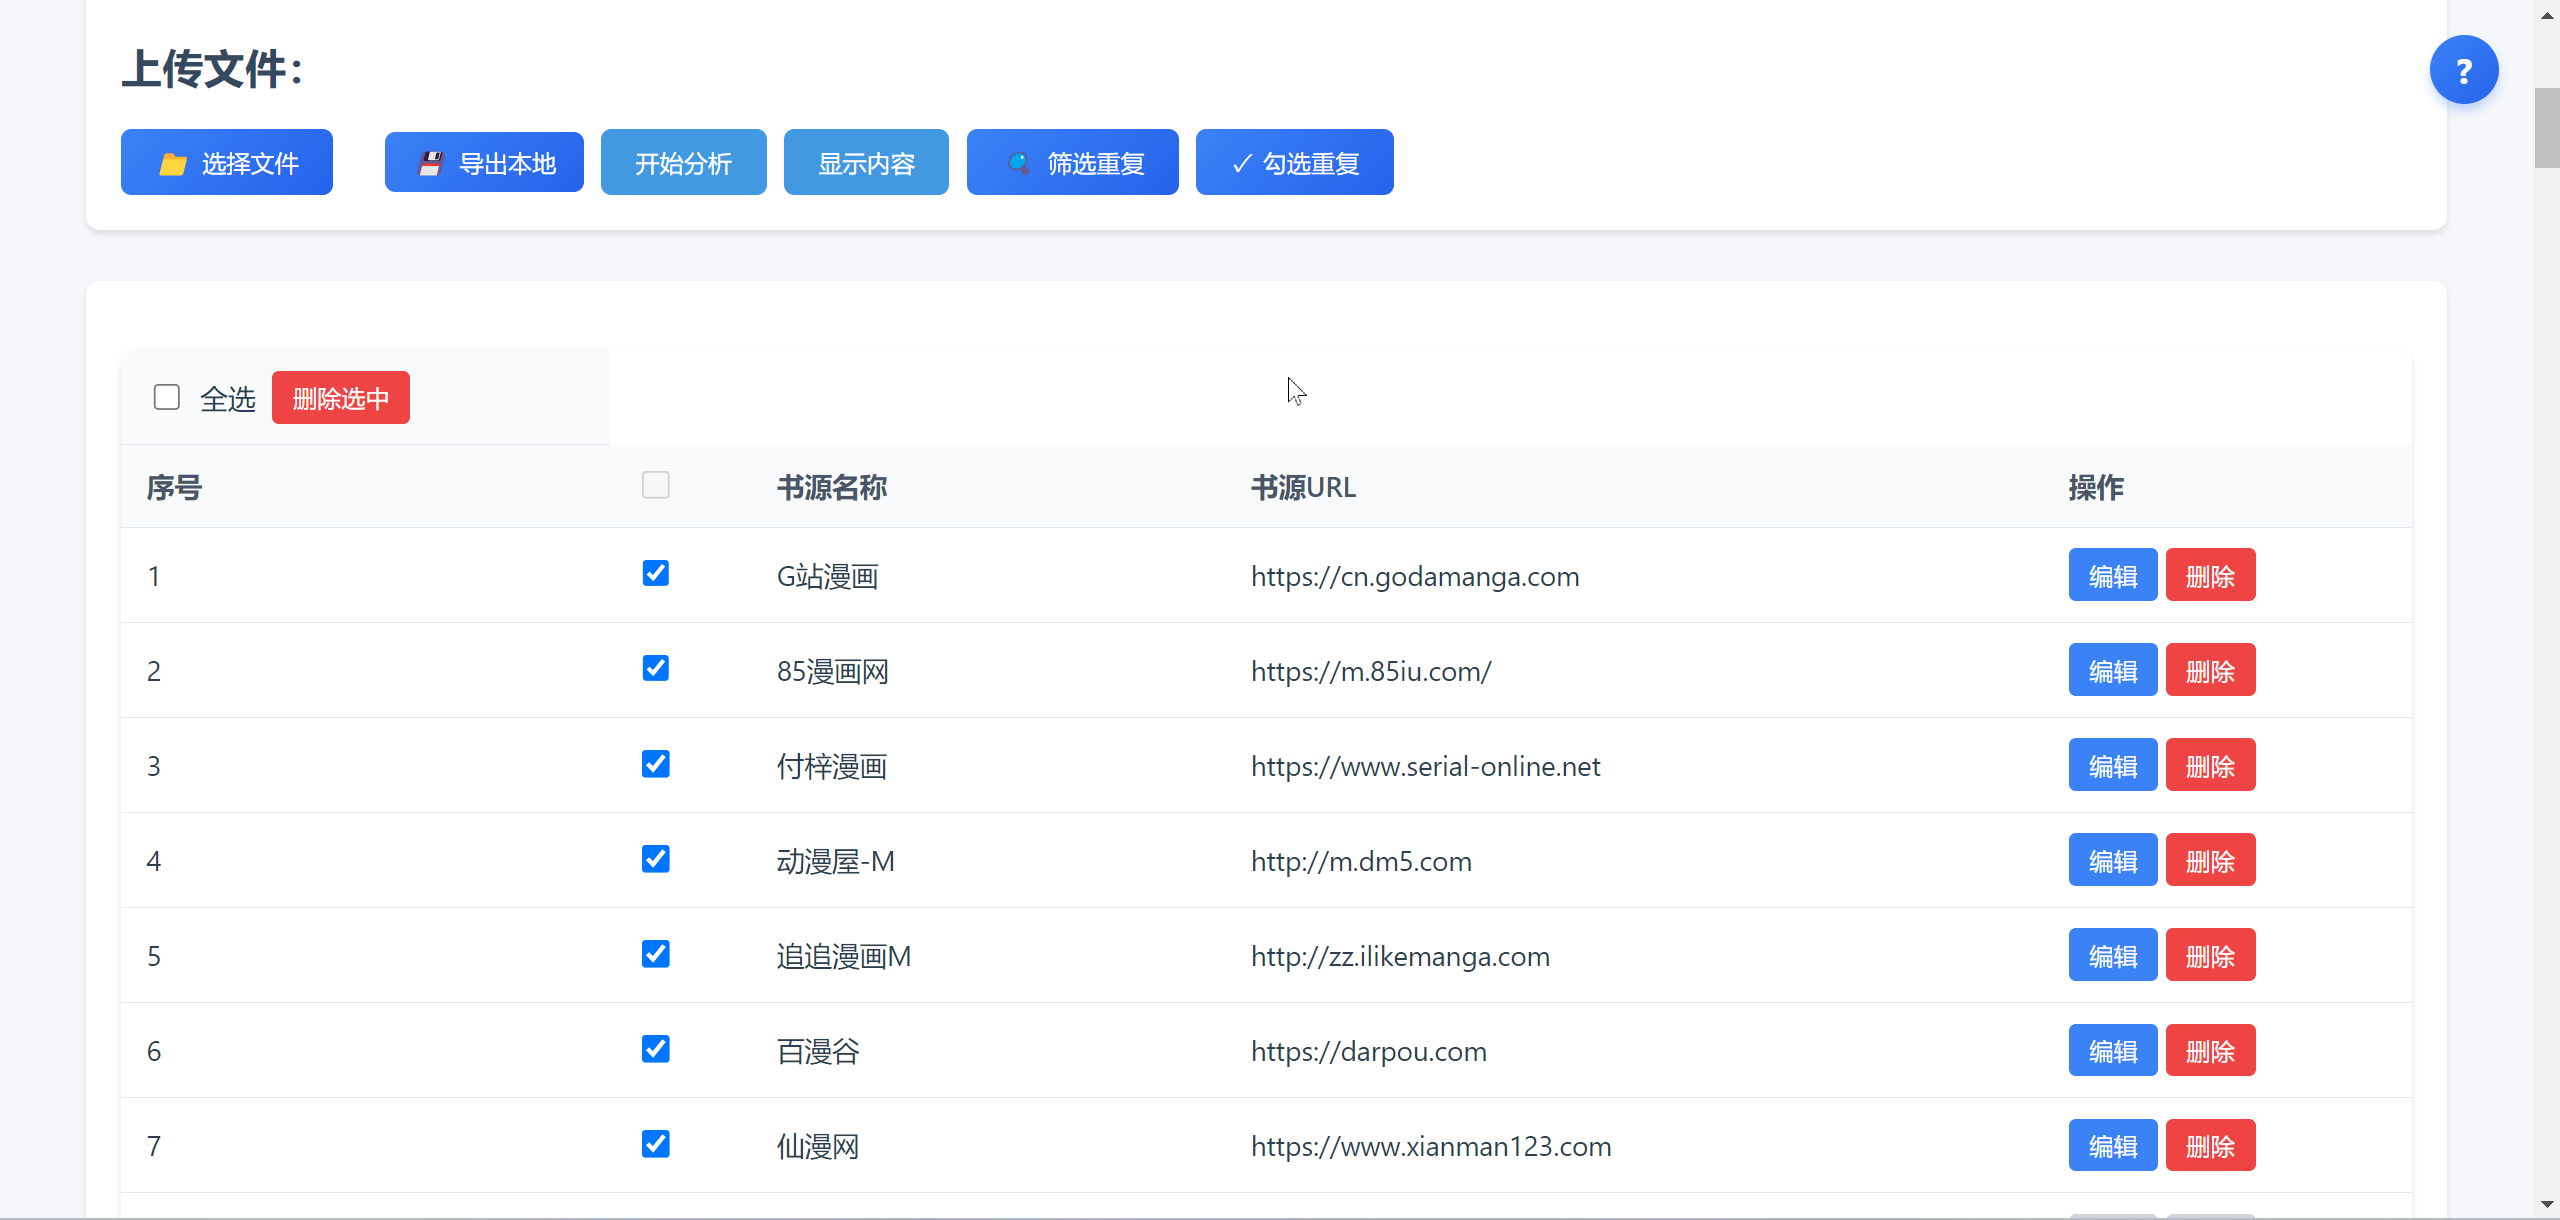 上传文件：
选择文件 导出本地 开始分析 显示内容 筛选重复 ✓ 勾选重复
?
全选 删除选中
序号 书源名称 书源URL 操作
1 G站漫画 https://cn.godamanga.com 编辑 删除
2 85漫画网 https://m.85iu.com/ 编辑 删除
3 付梓漫画 https://www.serial-online.net 编辑 删除
4 动漫屋-M http://m.dm5.com 编辑 删除
5 追追漫画M http://zz.ilikemanga.com 编辑 删除
6 百漫谷 https://darpou.com 编辑 删除
7 仙漫网 https://www.xianman123.com 编辑 删除